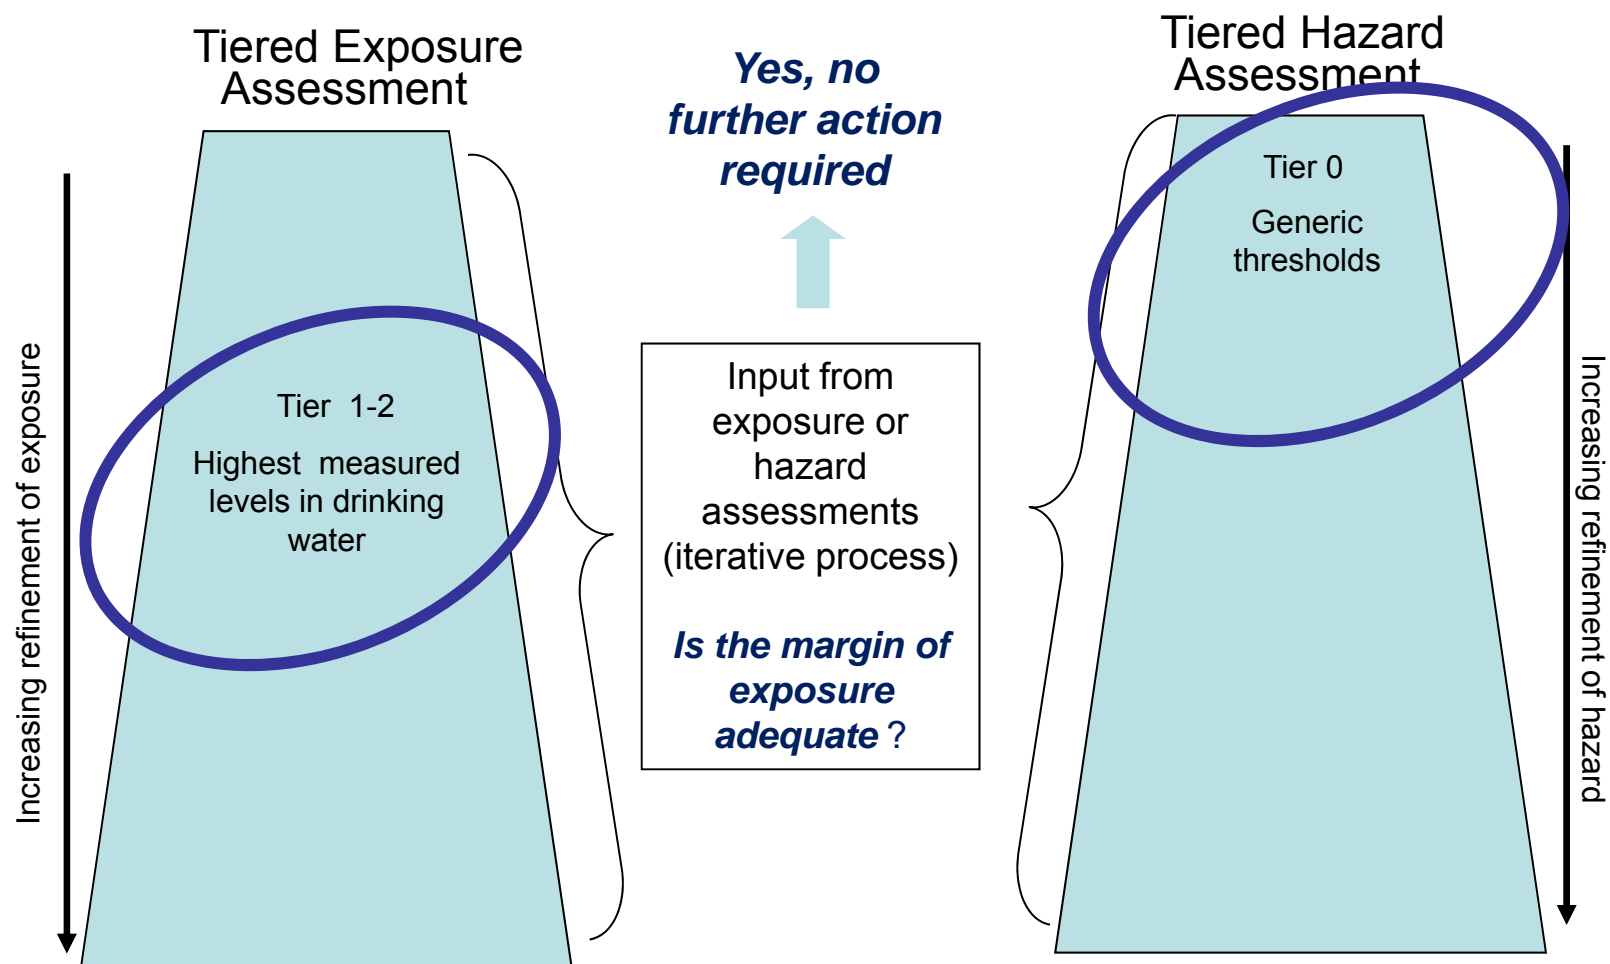 Tiered Exposure
Assessment
Increasing refinement of exposure
Tier 1-2
Highest measured
levels in drinking
water
Yes, no
further action
required
Input from
exposure or
hazard
assessments
(iterative process)
Is the margin of
exposure
adequate ?
Tiered Hazard
Assessment
Tier 0
Generic
thresholds
Increasing refinement of hazard